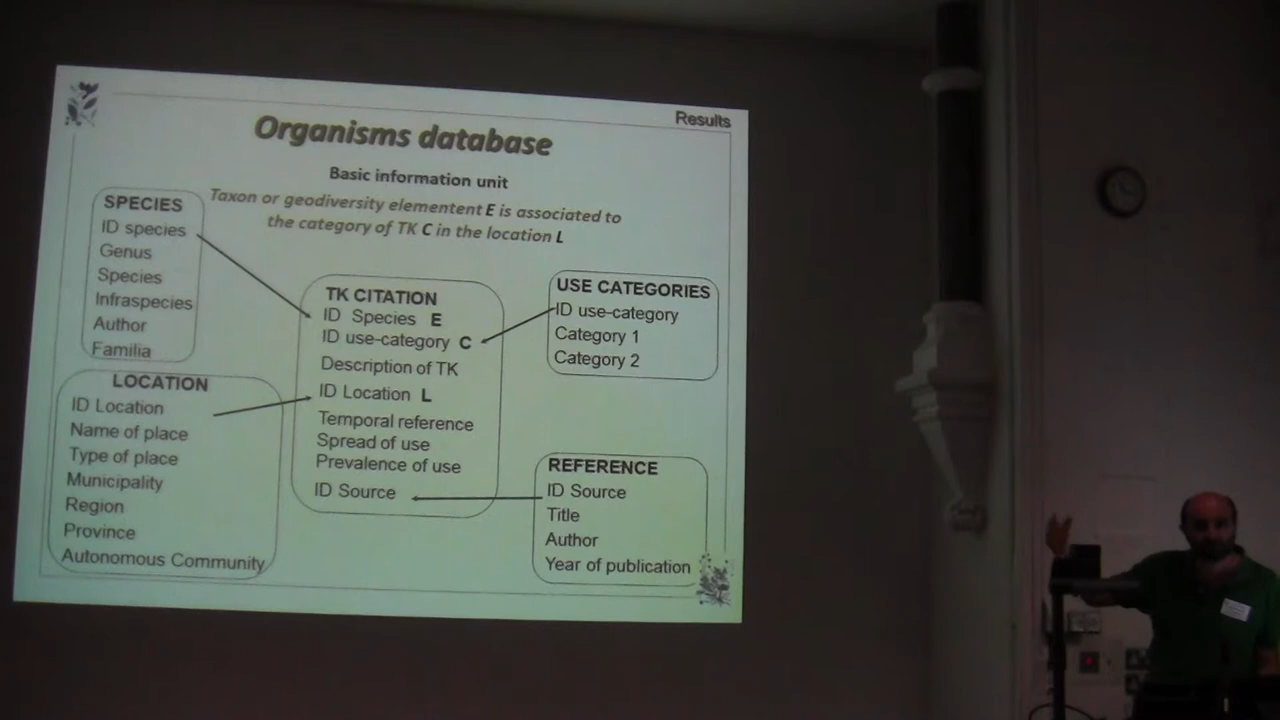 Results
Organisms database
Basic information unit
Taxon or geodiversity elementent E is associated to
the category of TK C in the location L
SPECIES
ID species
Genus
Species
Infraspecies
Author
Familia
LOCATION
ID Location
Name of place
Type of place
Municipality
Region
Province
Autonomous Community
TK CITATION
ID Species E
ID use-category C
Description of TK
ID Location L
Temporal reference
Spread of use
Prevalence of use
ID Source
USE CATEGORIES
ID use-category
Category 1
Category 2
REFERENCE
ID Source
Title
Author
Year of publication